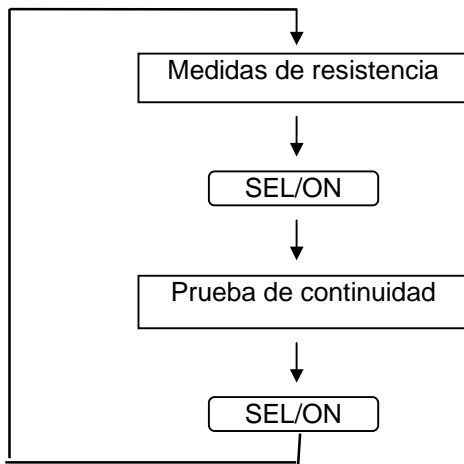 Medidas de resistencia
SEL/ON
Prueba de continuidad
SEL/ON